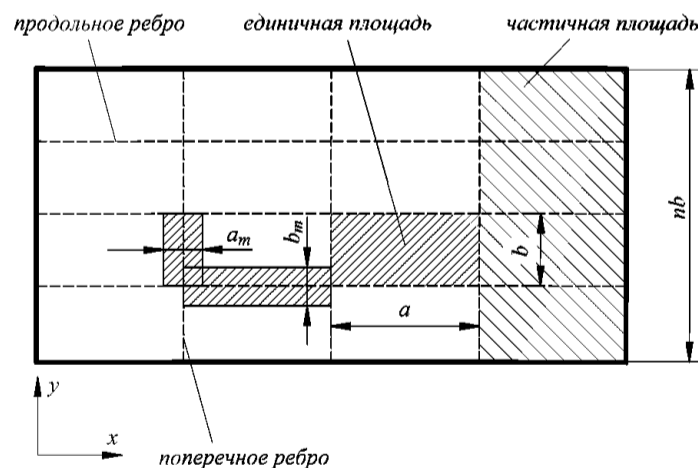 продольное ребро
единичная площадь
частичная площадь
a_m
b_m
b
nb
a
y
x
поперечное ребро